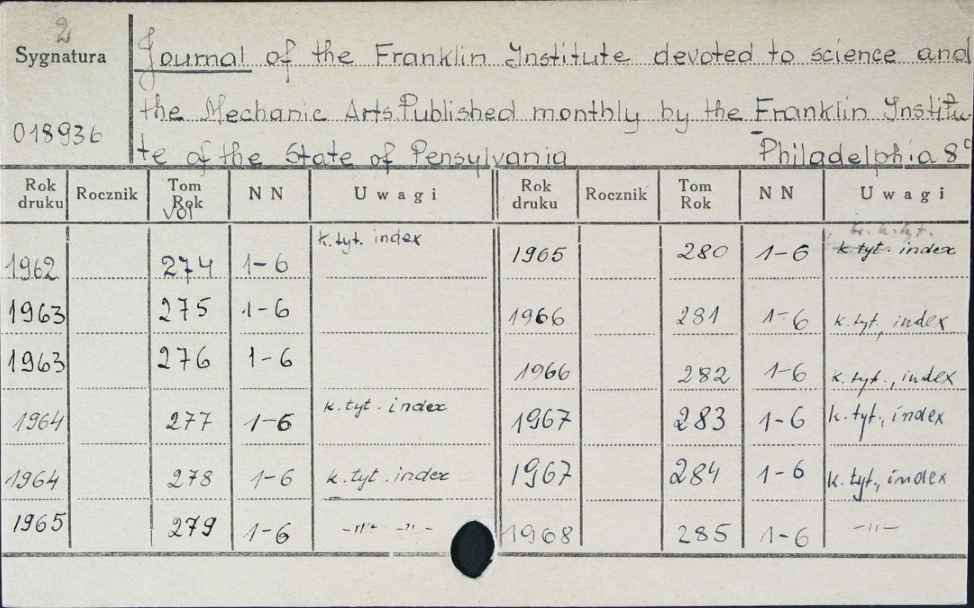 2
Sygnatura
018936
Journal of the Franklin Institute devoted to science and
the Mechanic Arts.Published monthly by the Franklin Institu-
te of the State of Pensylvania Philadelphia 8°
Rok druku Rocznik Tom Rok vol NN Uwagi Rok druku Rocznik Tom Rok NN Uwagi
1962 274 1-6 k.tyt. index 1965 280 1-6 k.tyt. index
1963 275 1-6 1966 281 1-6 k.tyt., index
1963 276 1-6 1966 282 1-6 k.tyt., index
1964 277 1-6 k.tyt. index 1967 283 1-6 k.tyt., index
1964 278 1-6 k.tyt. index 1967 284 1-6 k.tyt., index
1965 279 1-6 -"- -"- 1968 285 1-6 -"-